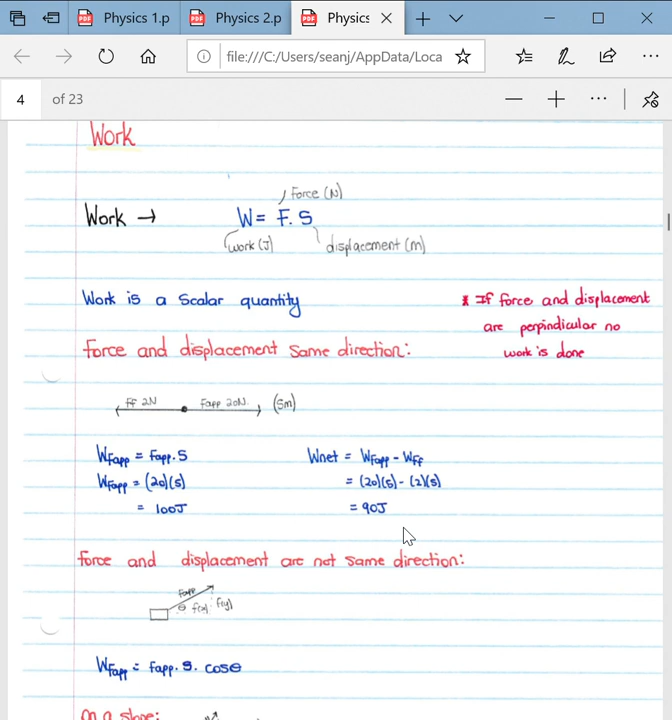 Physics 1.p
Physics 2.p
Physics
file:///C:/Users/seanj/AppData/Loca
4 of 23
Work
Force (N)
Work → W = F. S
work (J)
displacement (m)
Work is a scalar quantity
* If force and displacement
are perpindicular no
work is done
Force and displacement same direction:
Ff 2N
Fapp 20N.
(5m)
WFapp = Fapp. S
WFapp = (20)(5)
= 100J
Wnet = WFapp - WFf
= (20)(5) - (2)(5)
= 90J
Force and displacement are not same direction:
Fapp
θ F(x) F(y)
WFapp = Fapp. S. cosθ
On a slope: